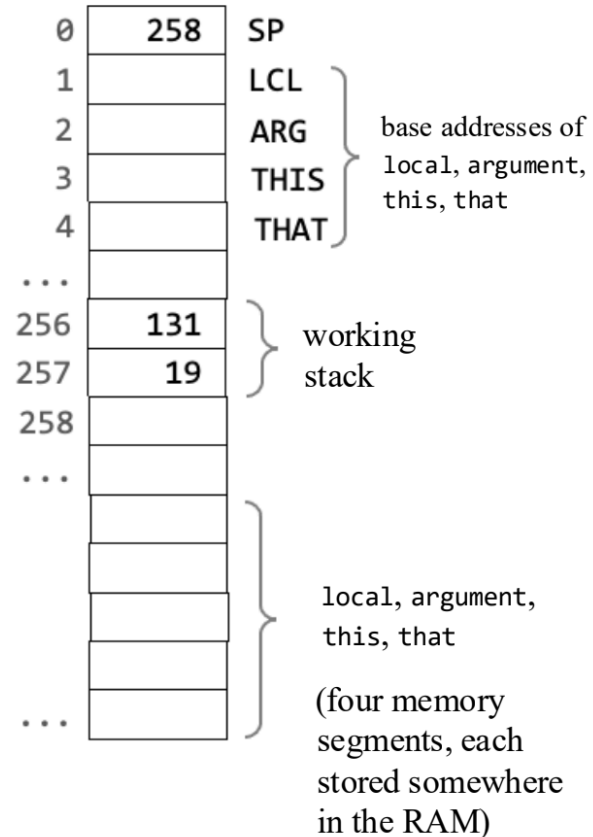 0 258 SP
1 LCL
2 ARG
3 THIS
4 THAT
base addresses of
local, argument,
this, that
...
256 131
257 19
working
stack
258
...
local, argument,
this, that
(four memory
segments, each
stored somewhere
in the RAM)
...